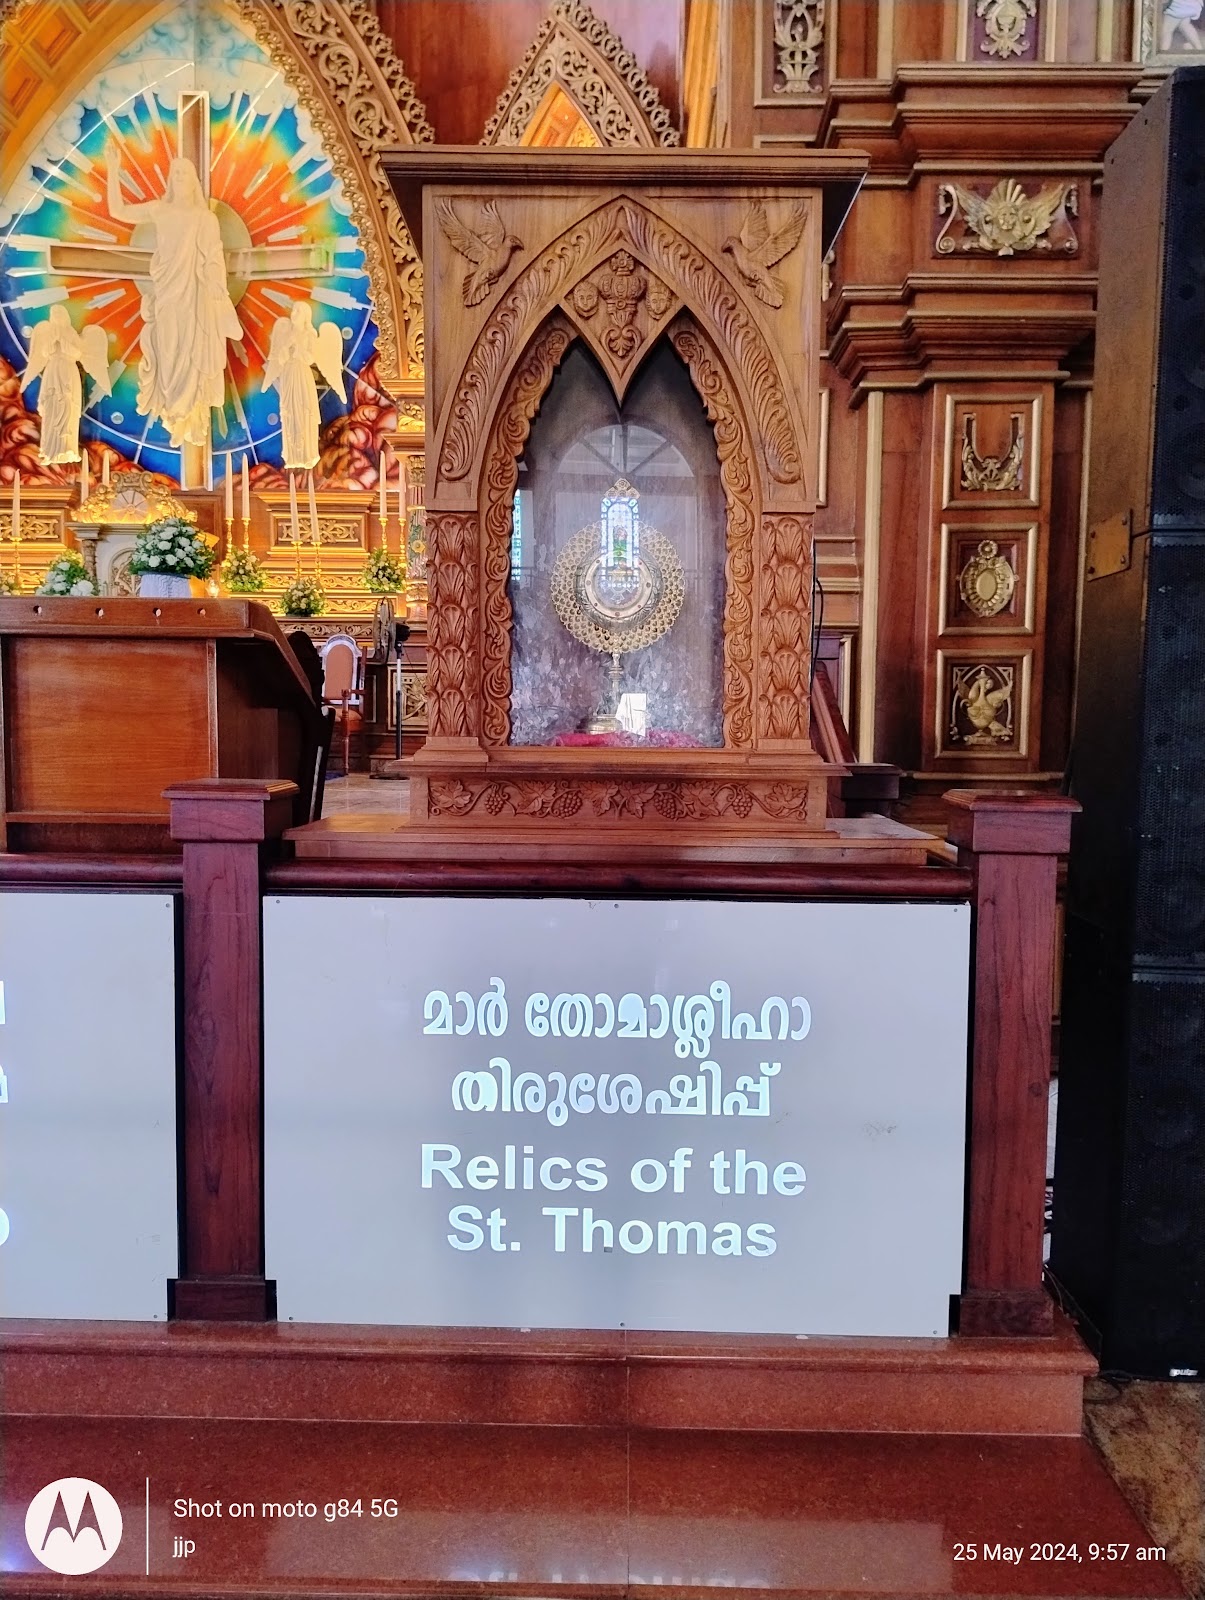 മാർ തോമാശ്ലീഹാ
തിരുശേഷിപ്പ്
Relics of the
St. Thomas
Shot on moto g84 5G
jjp
25 May 2024, 9:57 am